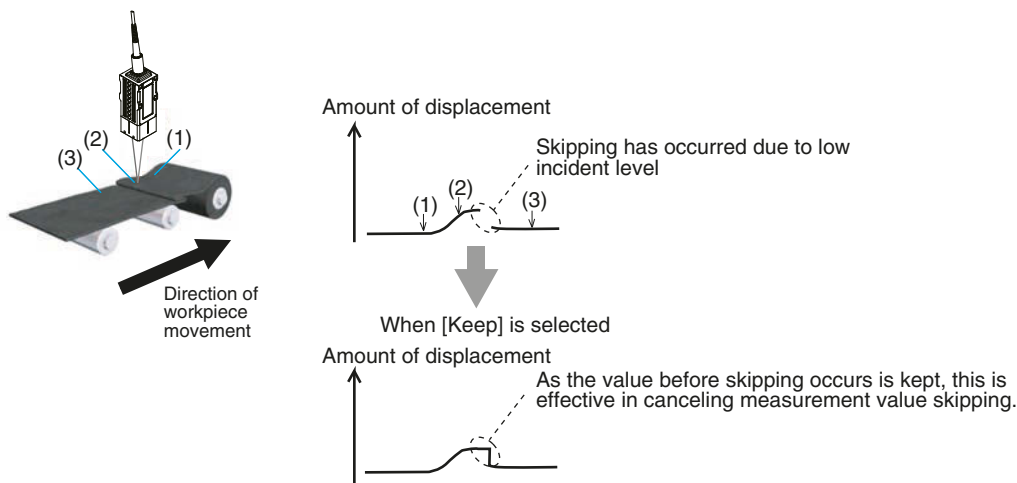 (1)
(2)
(3)
Direction of
workpiece
movement
Amount of displacement
Skipping has occurred due to low
incident level
(1)
(2)
(3)
When [Keep] is selected
Amount of displacement
As the value before skipping occurs is kept, this is
effective in canceling measurement value skipping.